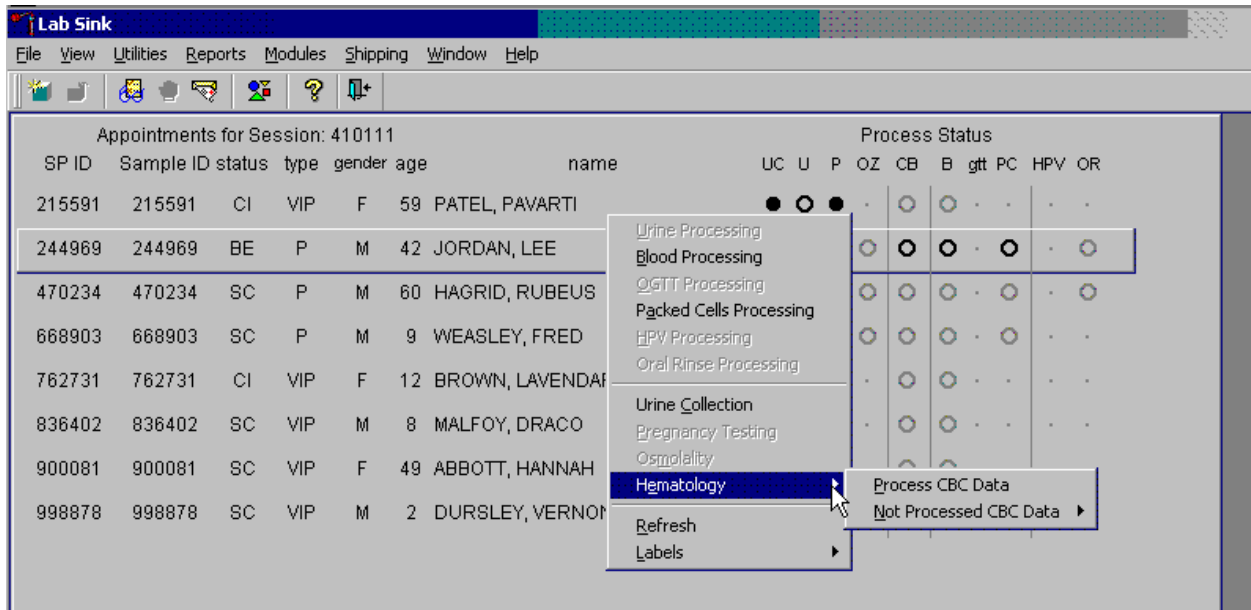 Lab Sink
File View Utilities Reports Modules Shipping Window Help
Appointments for Session: 410111 Process Status
SP ID Sample ID status type gender age name UC U P OZ CB B gtt PC HPV OR
215591 215591 CI VIP F 59 PATEL, PAVARTI
244969 244969 BE P M 42 JORDAN, LEE
470234 470234 SC P M 60 HAGRID, RUBEUS
668903 668903 SC P M 9 WEASLEY, FRED
762731 762731 CI VIP F 12 BROWN, LAVENDAR
836402 836402 SC VIP M 8 MALFOY, DRACO
900081 900081 SC VIP F 49 ABBOTT, HANNAH
998878 998878 SC VIP M 2 DURSLEY, VERNON
Urine Processing
Blood Processing
OGTT Processing
Packed Cells Processing
HPV Processing
Oral Rinse Processing
Urine Collection
Pregnancy Testing
Osmolality
Hematology
Refresh
Labels
Process CBC Data
Not Processed CBC Data